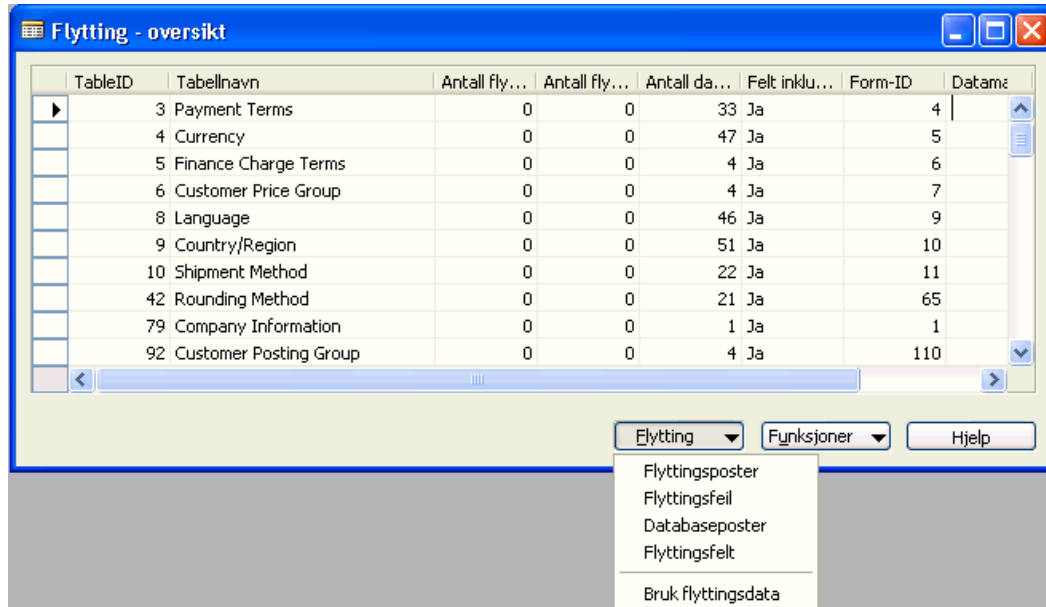 Flytting - oversikt
TableID Tabellnavn Antall fly... Antall fly... Antall da... Felt inklu... Form-ID Datama
3 Payment Terms 0 0 33 Ja 4
4 Currency 0 0 47 Ja 5
5 Finance Charge Terms 0 0 4 Ja 6
6 Customer Price Group 0 0 4 Ja 7
8 Language 0 0 46 Ja 9
9 Country/Region 0 0 51 Ja 10
10 Shipment Method 0 0 22 Ja 11
42 Rounding Method 0 0 21 Ja 65
79 Company Information 0 0 1 Ja 1
92 Customer Posting Group 0 0 4 Ja 110
Flytting Funksjoner Hjelp
Flyttingsposter
Flyttingsfeil
Databaseposter
Flyttingsfelt
Bruk flyttingsdata